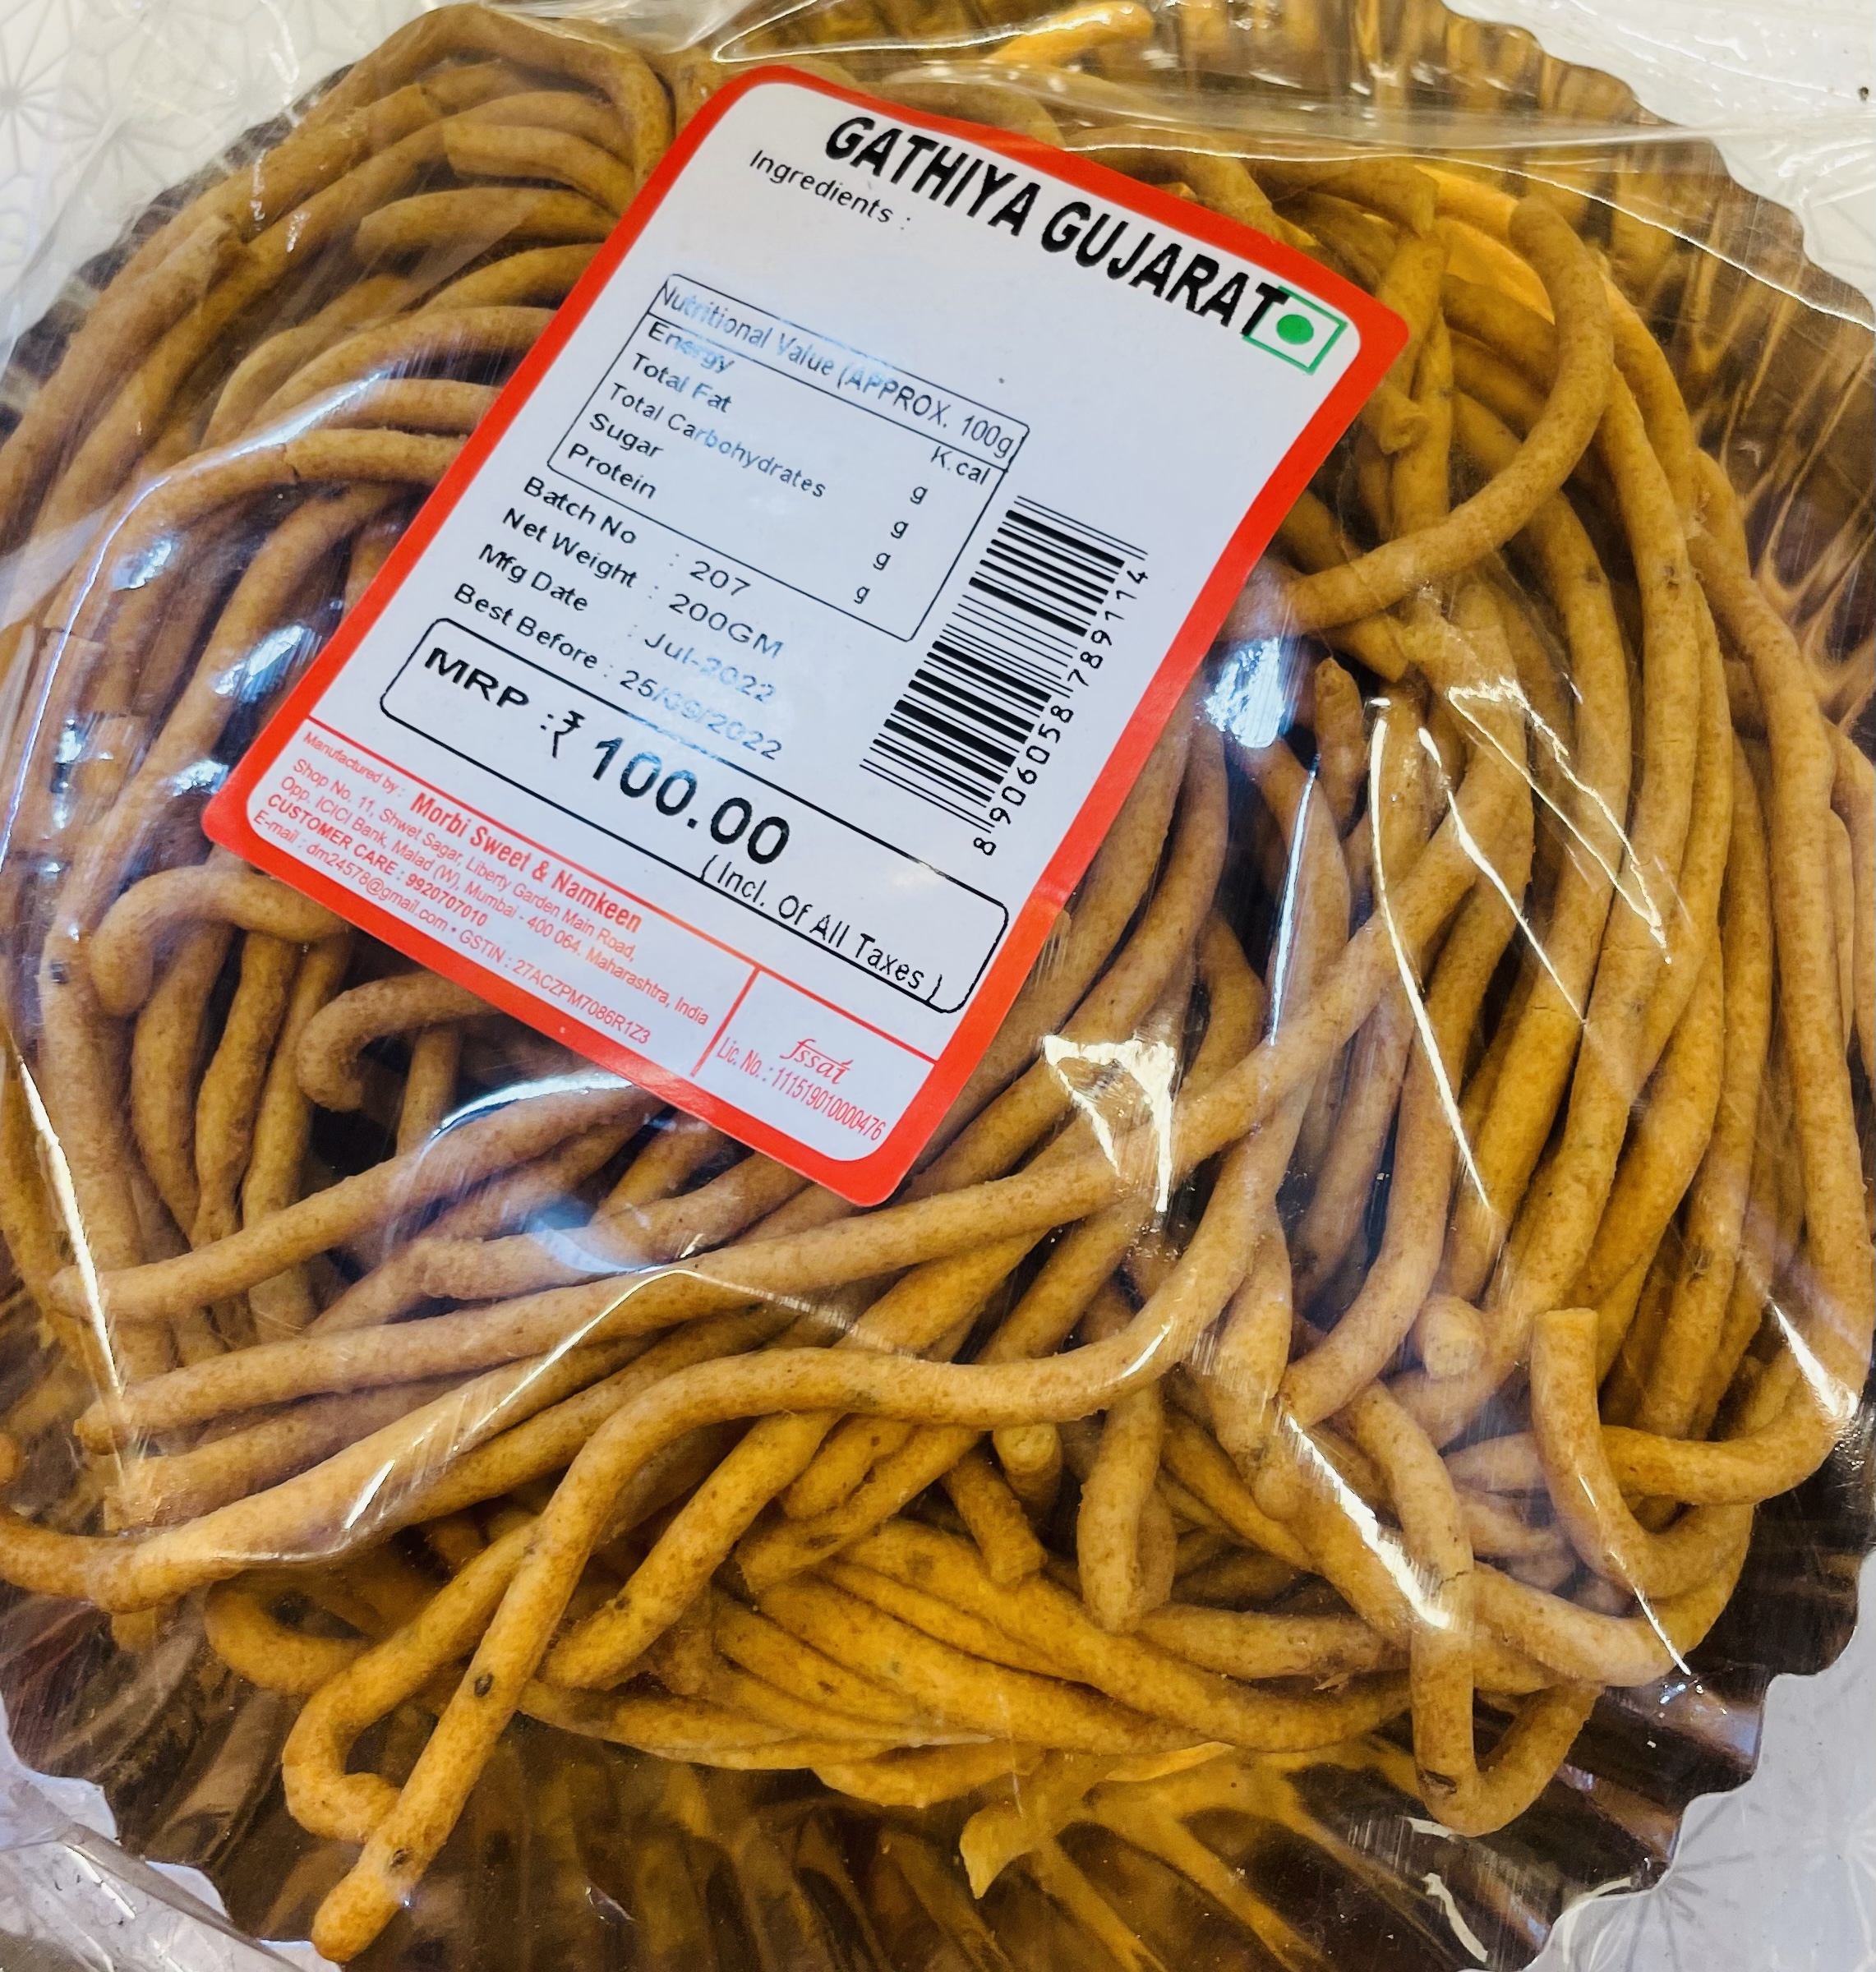 GATHIYA GUJARAT
Ingredients :
Nutritional Value (APPROX. 100g)
Energy K.cal
Total Fat g
Total Carbohydrates g
Sugar g
Protein g
Batch No : 207
Net Weight : 200GM
Mfg Date : Jul-2022
Best Before : 25/09/2022
MRP :₹ 100.00
( Incl. Of All Taxes )
8906058789114
Manufactured by : Morbi Sweet & Namkeen
Shop No. 11, Shwet Sagar, Liberty Garden Main Road,
Opp. ICICI Bank, Malad (W), Mumbai - 400 064. Maharashtra, India
CUSTOMER CARE : 9920707010
E-mail : dm24578@gmail.com • GSTIN : 27ACZPM7086R1Z3
fssai
Lic. No. : 111519010000476